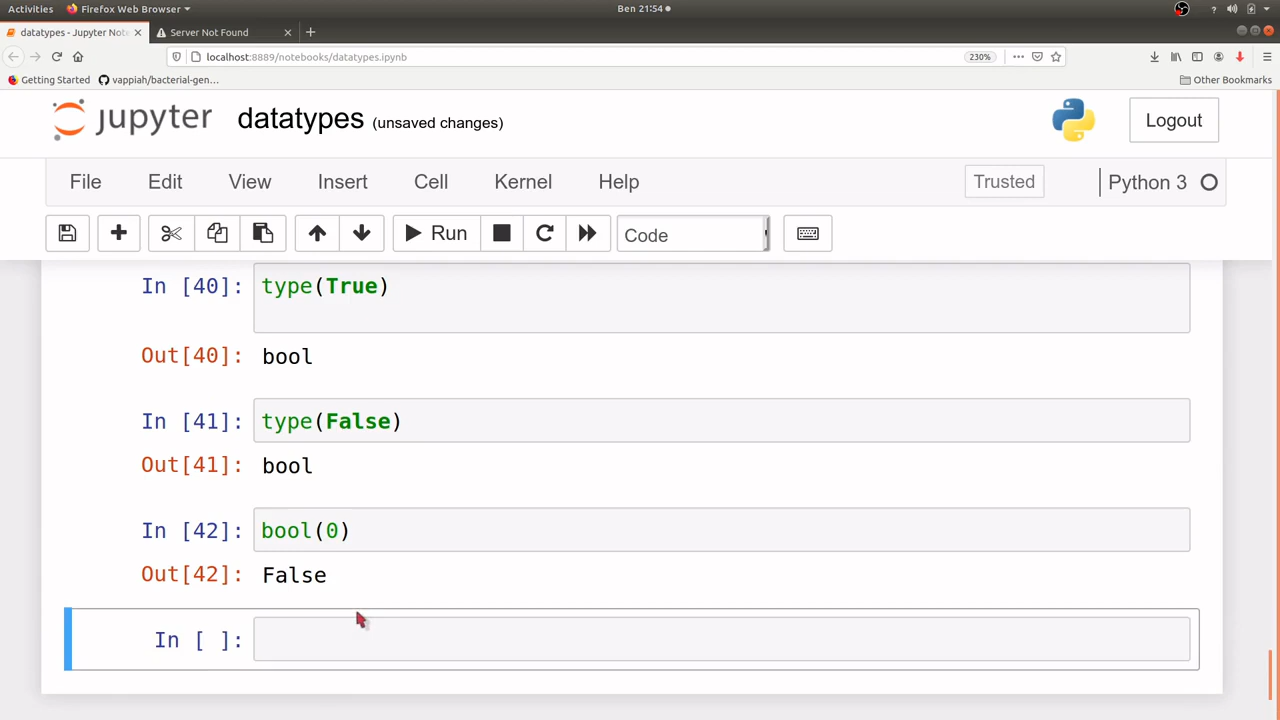 Activities Firefox Web Browser Ben 21:54
datatypes - Jupyter Note Server Not Found
localhost:8889/notebooks/datatypes.ipynb 230%
Getting Started vappiah/bacterial-gen... Other Bookmarks
jupyter datatypes (unsaved changes) Logout
File Edit View Insert Cell Kernel Help Trusted Python 3
Run Code
In [40]: type(True)
Out[40]: bool
In [41]: type(False)
Out[41]: bool
In [42]: bool(0)
Out[42]: False
In [ ]: